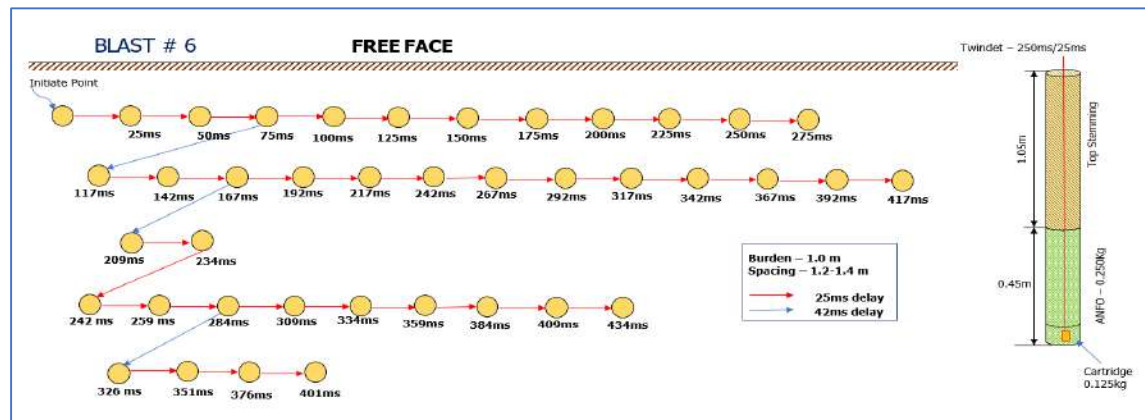 BLAST # 6
FREE FACE
Twindet – 250ms/25ms
Initiate Point
25ms 50ms 75ms 100ms 125ms 150ms 175ms 200ms 225ms 250ms 275ms
1.05m
Top Stemming
117ms 142ms 167ms 192ms 217ms 242ms 267ms 292ms 317ms 342ms 367ms 392ms 417ms
209ms 234ms
Burden – 1.0 m
Spacing – 1.2-1.4 m
25ms delay
42ms delay
0.45m
ANFO – 0.250Kg
242 ms 259 ms 284ms 309ms 334ms 359ms 384ms 409ms 434ms
326 ms 351ms 376ms 401ms
Cartridge
0.125kg